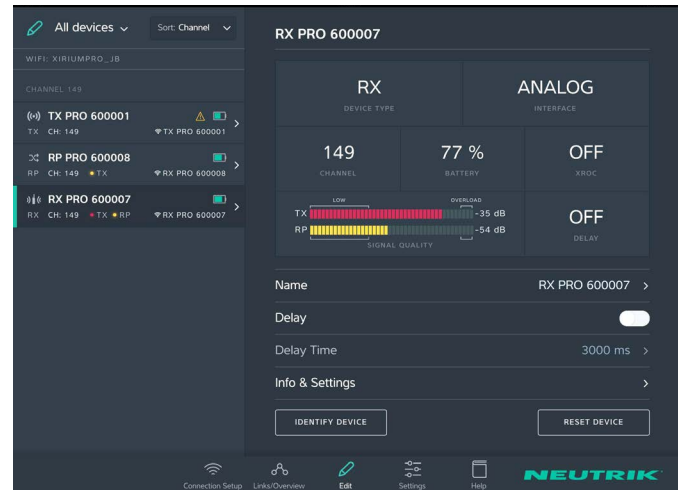 All devices
Sort: Channel
WIFI: XIRIUMPRO_JB
CHANNEL 149
TX PRO 600001
TX CH: 149 TX PRO 600001
RP PRO 600008
RP CH: 149 TX RX PRO 600008
RX PRO 600007
RX CH: 149 TX RP RX PRO 600007
RX PRO 600007
RX
DEVICE TYPE
ANALOG
INTERFACE
149
CHANNEL
77 %
BATTERY
OFF
XROC
LOW OVERLOAD
TX -35 dB
RP -54 dB
SIGNAL QUALITY
OFF
DELAY
Name RX PRO 600007
Delay
Delay Time 3000 ms
Info & Settings
IDENTIFY DEVICE RESET DEVICE
Connection Setup Links/Overview Edit Settings Help
NEUTRIK